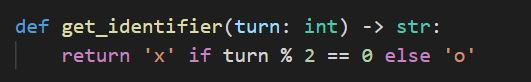 def get_identifier(turn: int) -> str:
    return 'x' if turn % 2 == 0 else 'o'